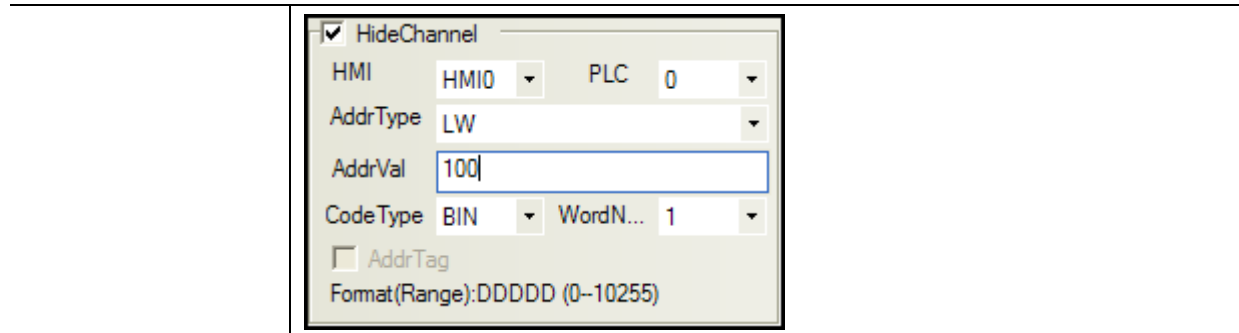 HideChannel
HMI HMI0 PLC 0
AddrType LW
AddrVal 100
CodeType BIN WordN... 1
AddrTag
Format(Range):DDDDD (0--10255)